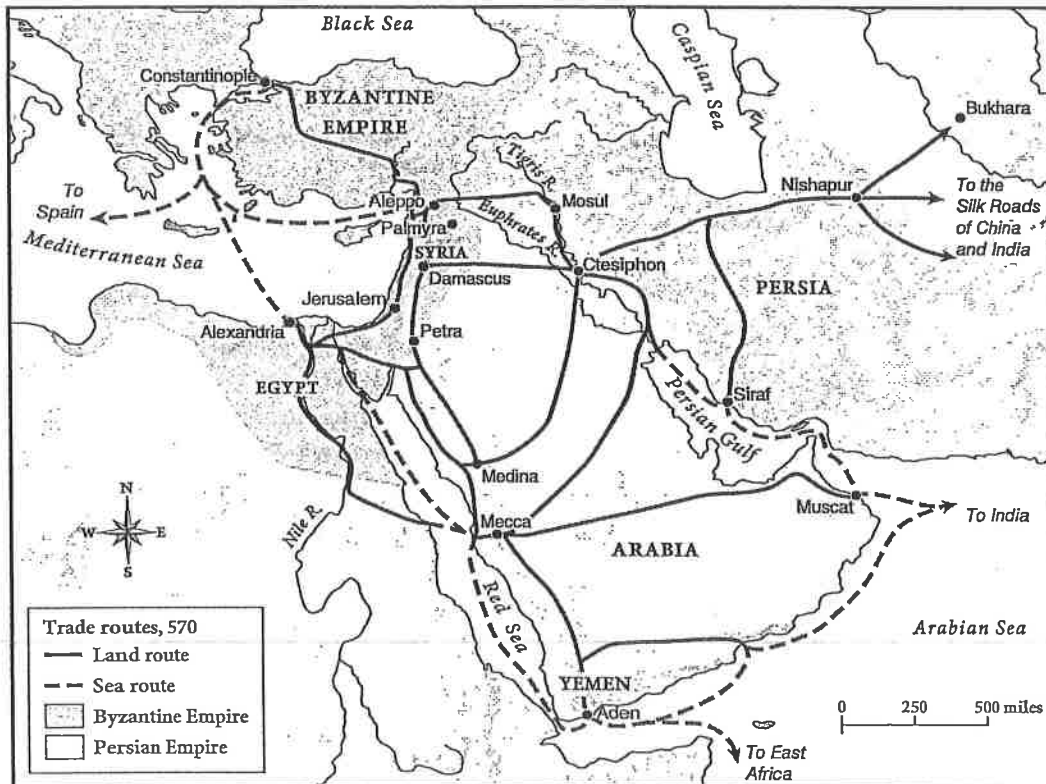 Black Sea
Caspian Sea
Constantinople
BYZANTINE
EMPIRE
Bukhara
Tigris R.
Nishapur
To
Spain
To the
Silk Roads
of China
and India
Aleppo
Mosul
Palmyra
Euphrates R.
Mediterranean Sea
SYRIA
Damascus
Ctesiphon
PERSIA
Jerusalem
Alexandria
Petra
EGYPT
Siraf
Persian Gulf
Medina
Muscat
N
W E
S
Nile R.
Mecca
To India
ARABIA
Red Sea
Arabian Sea
Trade routes, 570
Land route
Sea route
Byzantine Empire
Persian Empire
YEMEN
Aden
0 250 500 miles
To East
Africa